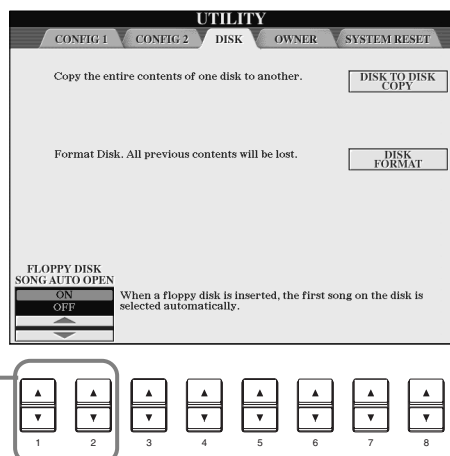 UTILITY
CONFIG 1 CONFIG 2 DISK OWNER SYSTEM RESET
Copy the entire contents of one disk to another.
DISK TO DISK
COPY
Format Disk. All previous contents will be lost.
DISK
FORMAT
FLOPPY DISK
SONG AUTO OPEN
ON
OFF
When a floppy disk is inserted, the first song on the disk is
selected automatically.
1 2 3 4 5 6 7 8